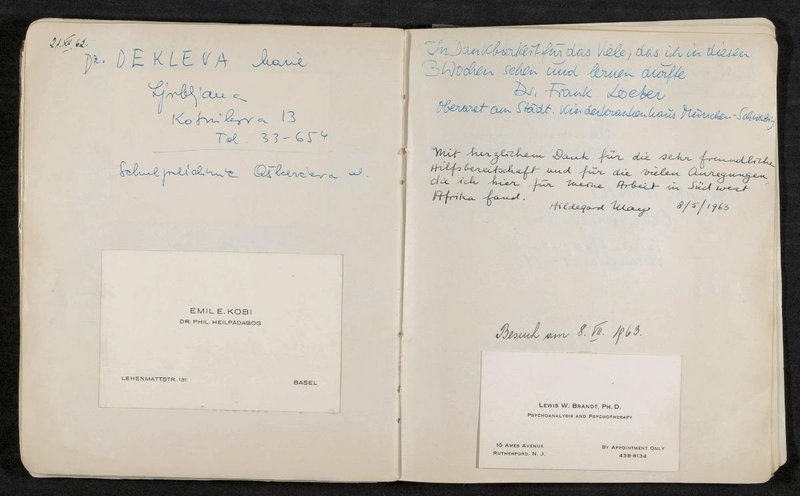 21. XII. 62.
Dr. DEKLEVA Marie
Ljubljana
Kotnikova 13
Tel. 33-654
EMIL E. KOBI
DR. PHIL. HEILPÄDAGOG
LEHENMATTSTR. 131
BASEL
In Dankbarkeit für das Viele, das ich in diesen
3 Wochen sehen und lernen durfte
Dr. Frank Loeber
Oberarzt am Städt. Kinderkrankenhaus München-Schwabing
Mit herzlichem Dank für die sehr freundliche
Hilfsbereitschaft und für die vielen Anregungen,
die ich hier für meine Arbeit in Südwest
Afrika fand.
Hildegard 8/5/1963
Besuch am 8. VII. 1963.
LEWIS W. BRANDT, PH. D.
PSYCHOANALYSIS AND PSYCHOTHERAPY
10 AMES AVENUE
RUTHERFORD, N. J.
BY APPOINTMENT ONLY
438-8134